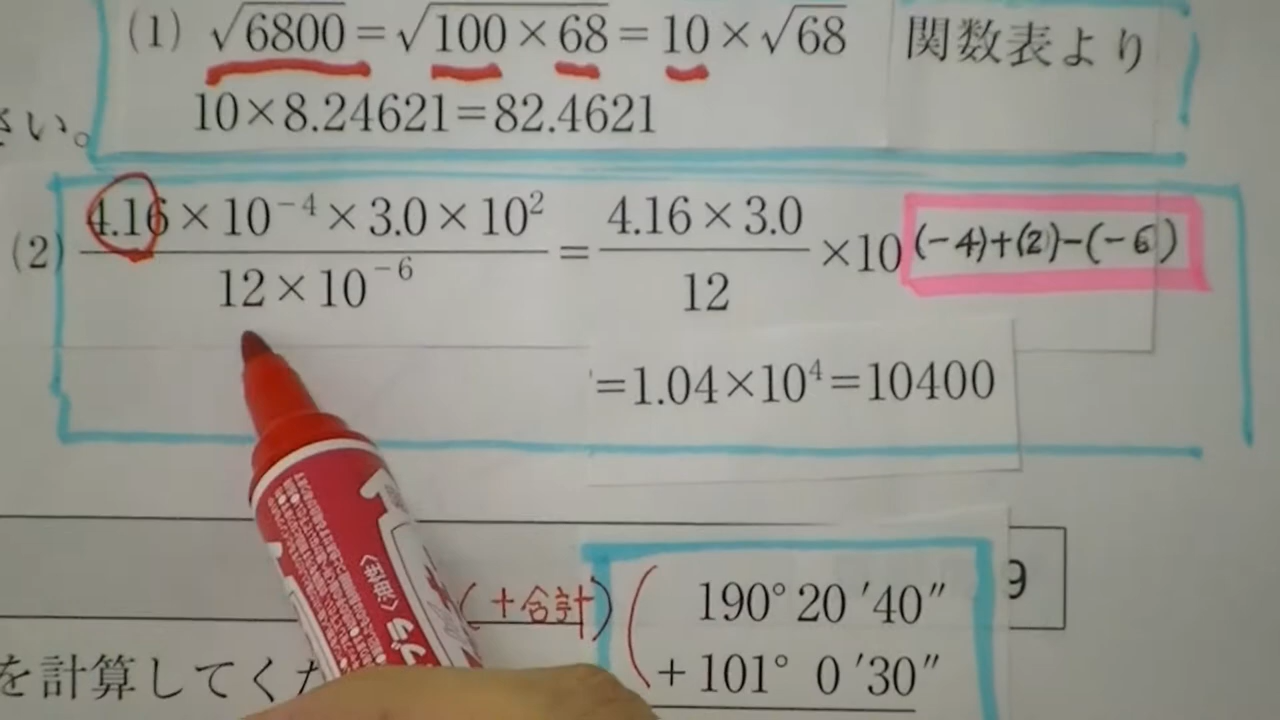 (1) √6800 = √100 × 68 = 10 × √68 関数表より
10×8.24621=82.4621
さい。
(2) 4.16 × 10⁻⁴ × 3.0 × 10² / 12 × 10⁻⁶ = 4.16 × 3.0 / 12 ×10 (-4)+(2)-(-6)
=1.04×10⁴=10400
9
(+合計) ( 190° 20 ′40″
+ 101° 0 ′30″
を計算してくだ
〈油性〉